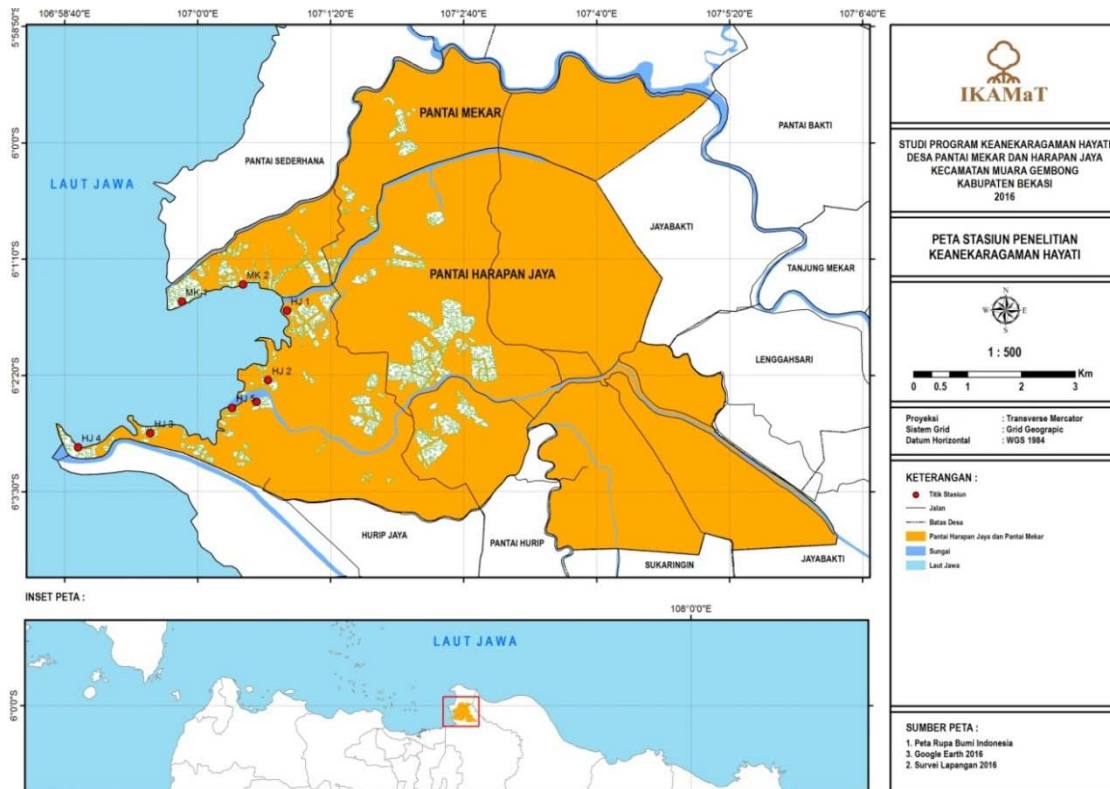 106°58'40"E 107°0'0"E 107°1'20"E 107°2'40"E 107°4'0"E 107°5'20"E 107°6'40"E
5°58'50"S
6°0'0"S
6°1'10"S
6°2'20"S
6°3'30"S
PANTAI MEKAR
PANTAI BAKTI
PANTAI SEDERHANA
LAUT JAWA
JAYABAKTI
TANJUNG MEKAR
PANTAI HARAPAN JAYA
MK 2
MK 1
HJ 1
LENGGAHSARI
HJ 2
HJ 5
HJ 3
HJ 4
HURIP JAYA
PANTAI HURIP
SUKARINGIN
JAYABAKTI
INSET PETA :
108°0'0"E
LAUT JAWA
6°0'0"S
IKAMaT
STUDI PROGRAM KEANEKARAGAMAN HAYATI
DESA PANTAI MEKAR DAN HARAPAN JAYA
KECAMATAN MUARA GEMBONG
KABUPATEN BEKASI
2016
PETA STASIUN PENELITIAN
KEANEKARAGAMAN HAYATI
N
W E
S
1 : 500
Km
0 0.5 1 2 3
Proyeksi : Transverse Mercator
Sistem Grid : Grid Geograpic
Datum Horizontal : WGS 1984
KETERANGAN :
Titik Stasiun
Jalan
Batas Desa
Pantai Harapan Jaya dan Pantai Mekar
Sungai
Laut Jawa
SUMBER PETA :
1. Peta Rupa Bumi Indonesia
3. Google Earth 2016
2. Survei Lapangan 2016